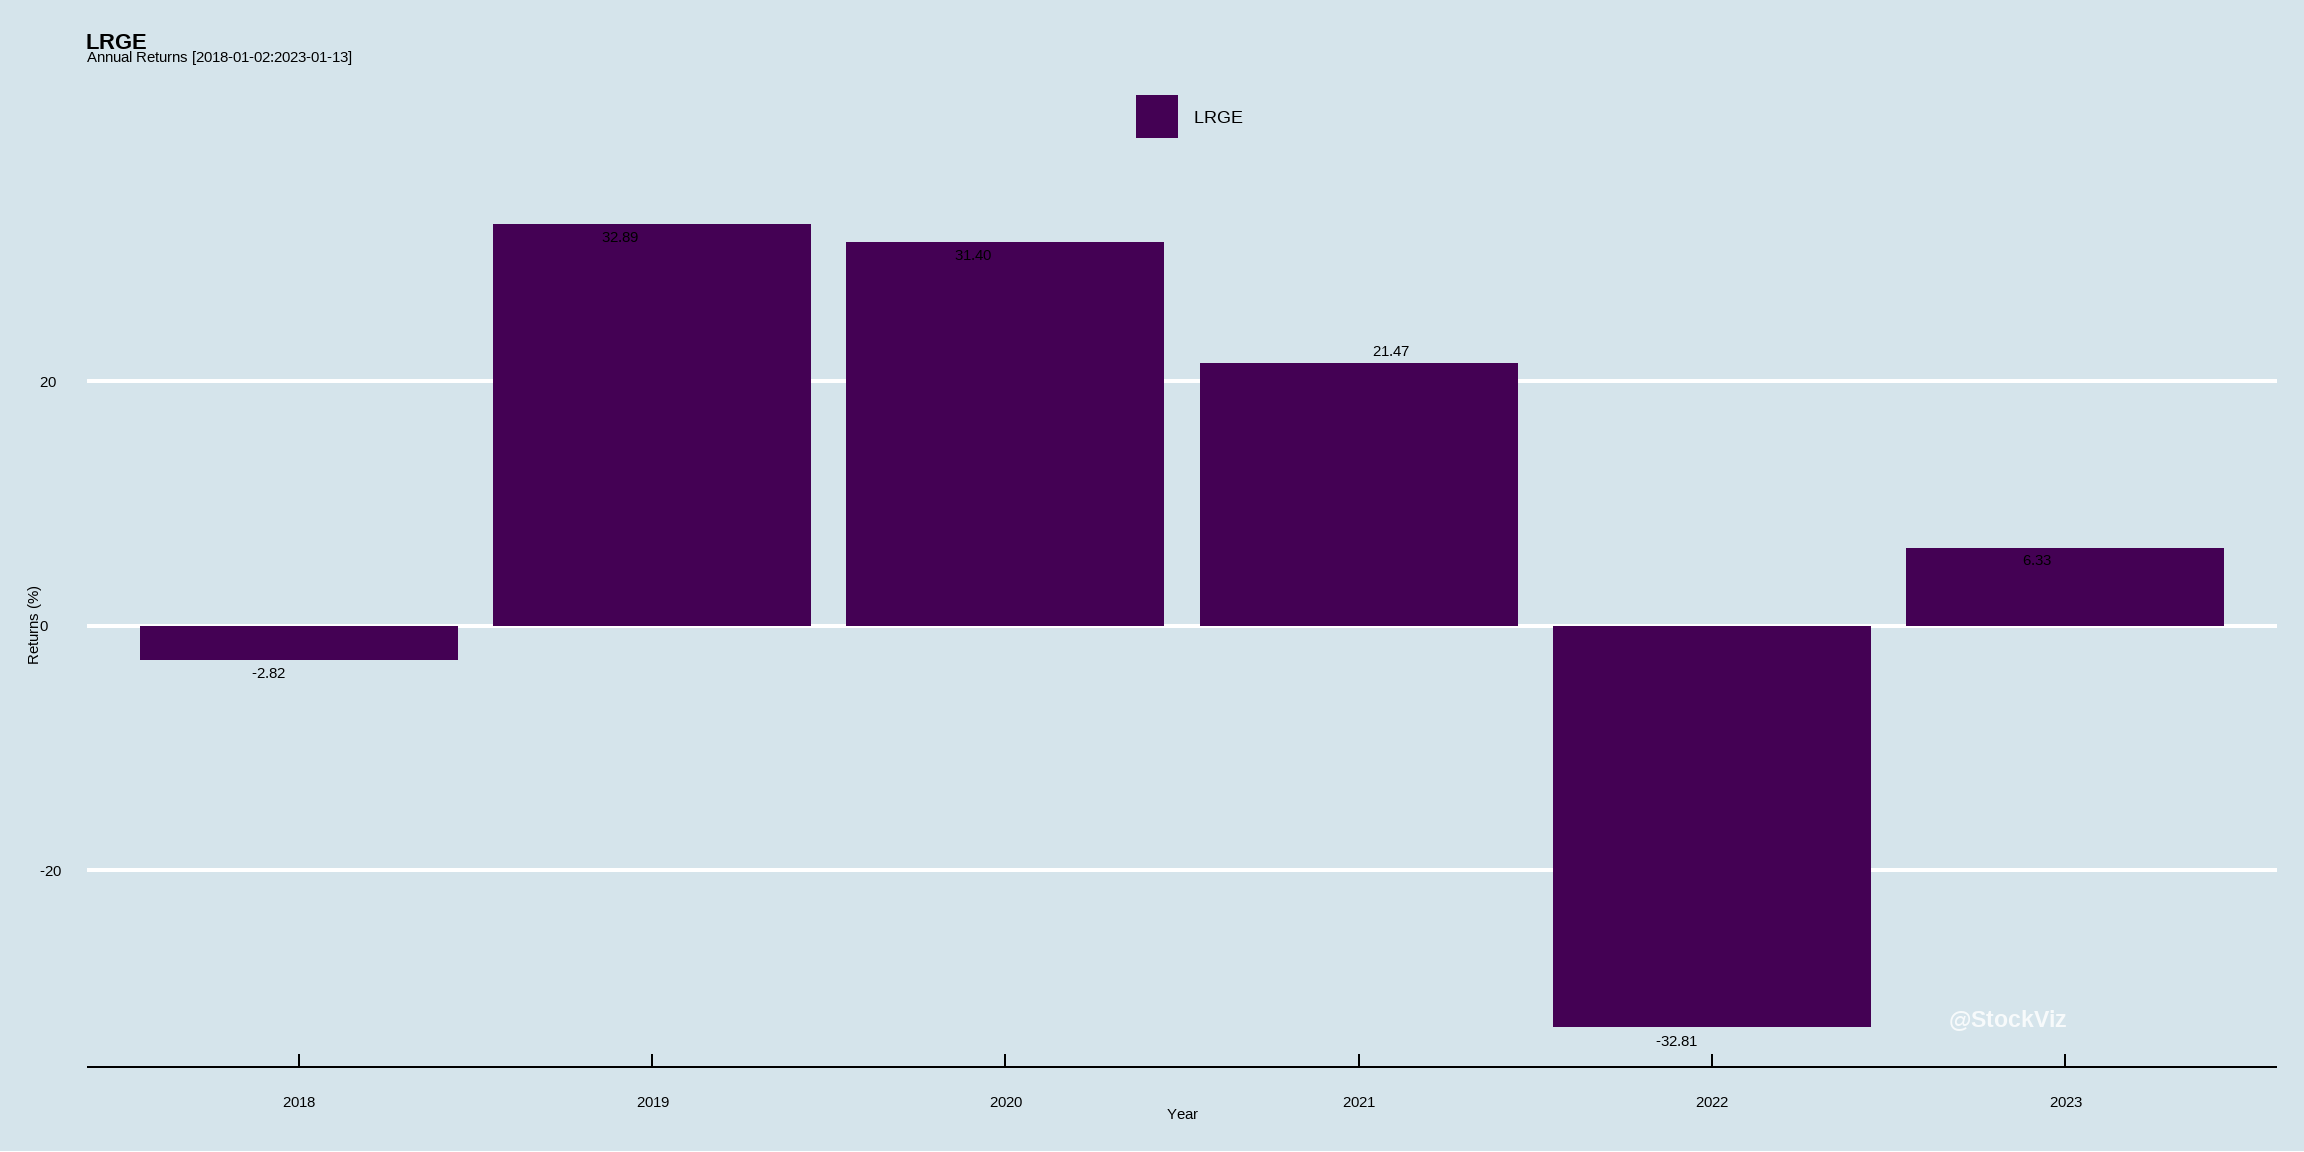 LRGE
Annual Returns [2018-01-02:2023-01-13]
LRGE
32.89
31.40
21.47
20
6.33
Returns (%)
0
-2.82
-20
@StockViz
-32.81
2018 2019 2020 2021 2022 2023
Year